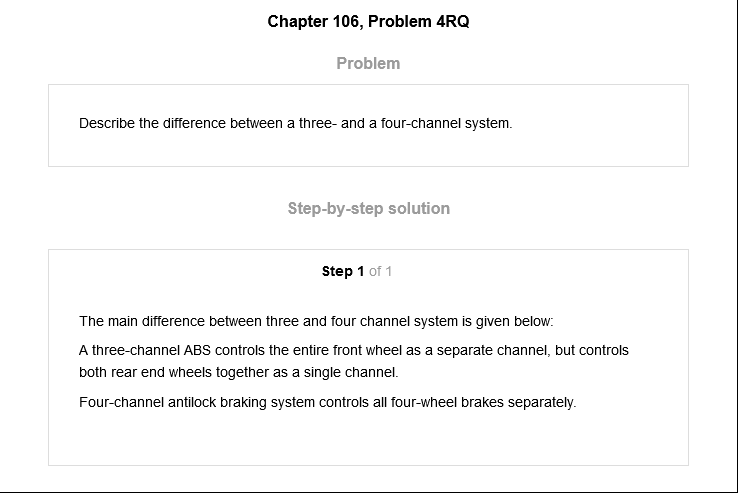 Chapter 106, Problem 4RQ
Problem
Describe the difference between a three- and a four-channel system.
Step-by-step solution
Step 1 of 1
The main difference between three and four channel system is given below:
A three-channel ABS controls the entire front wheel as a separate channel, but controls
both rear end wheels together as a single channel.
Four-channel antilock braking system controls all four-wheel brakes separately.